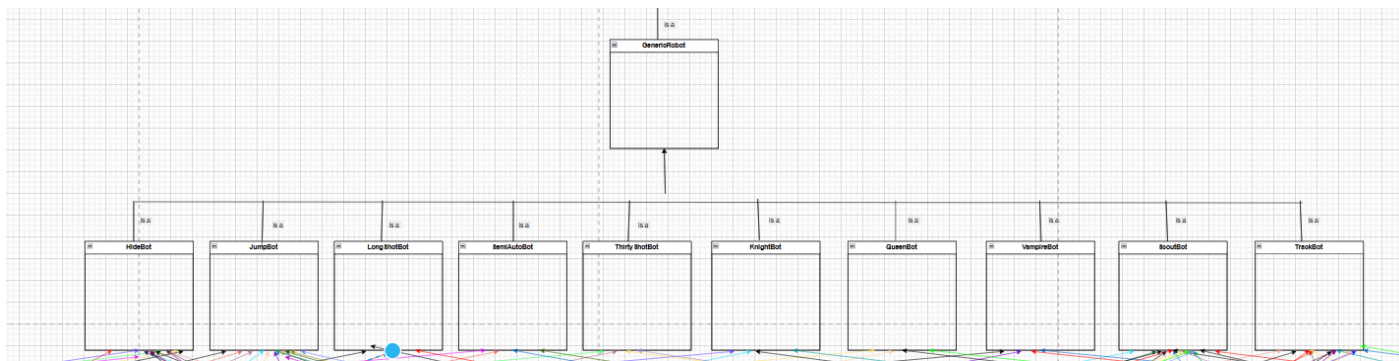 is a
GenericRobot
is a
is a
is a
is a
is a
is a
is a
is a
is a
is a
HideBot
JumpBot
LongShotBot
SemiAutoBot
ThirtyShotBot
KnightBot
QueenBot
VampireBot
ScoutBot
TrackBot